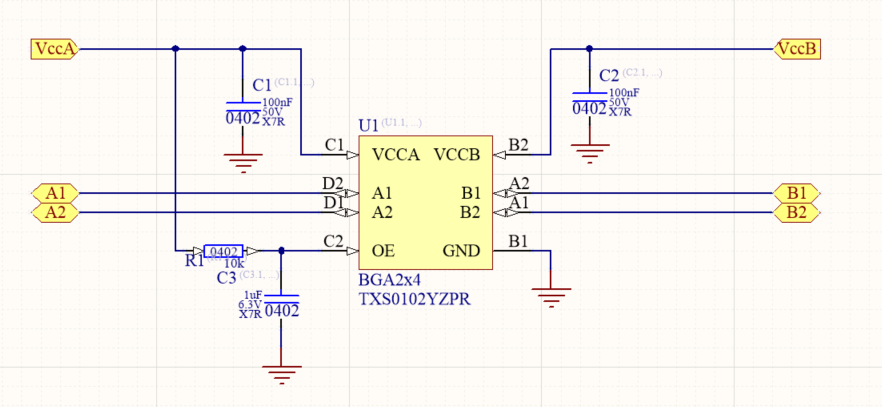 VccA
VccB
C1 (C1.1, ...)
100nF
50V
0402 X7R
C2 (C2.1, ...)
100nF
50V
0402 X7R
U1 (U1.1, ...)
C1 VCCA VCCB B2
A1 D2 A1 B1 A2 B1
A2 D1 A2 B2 A1 B2
C2 OE GND B1
R1 0402
10k
C3 (C3.1, ...)
1uF
6.3V
X7R 0402
BGA2x4
TXS0102YZPR